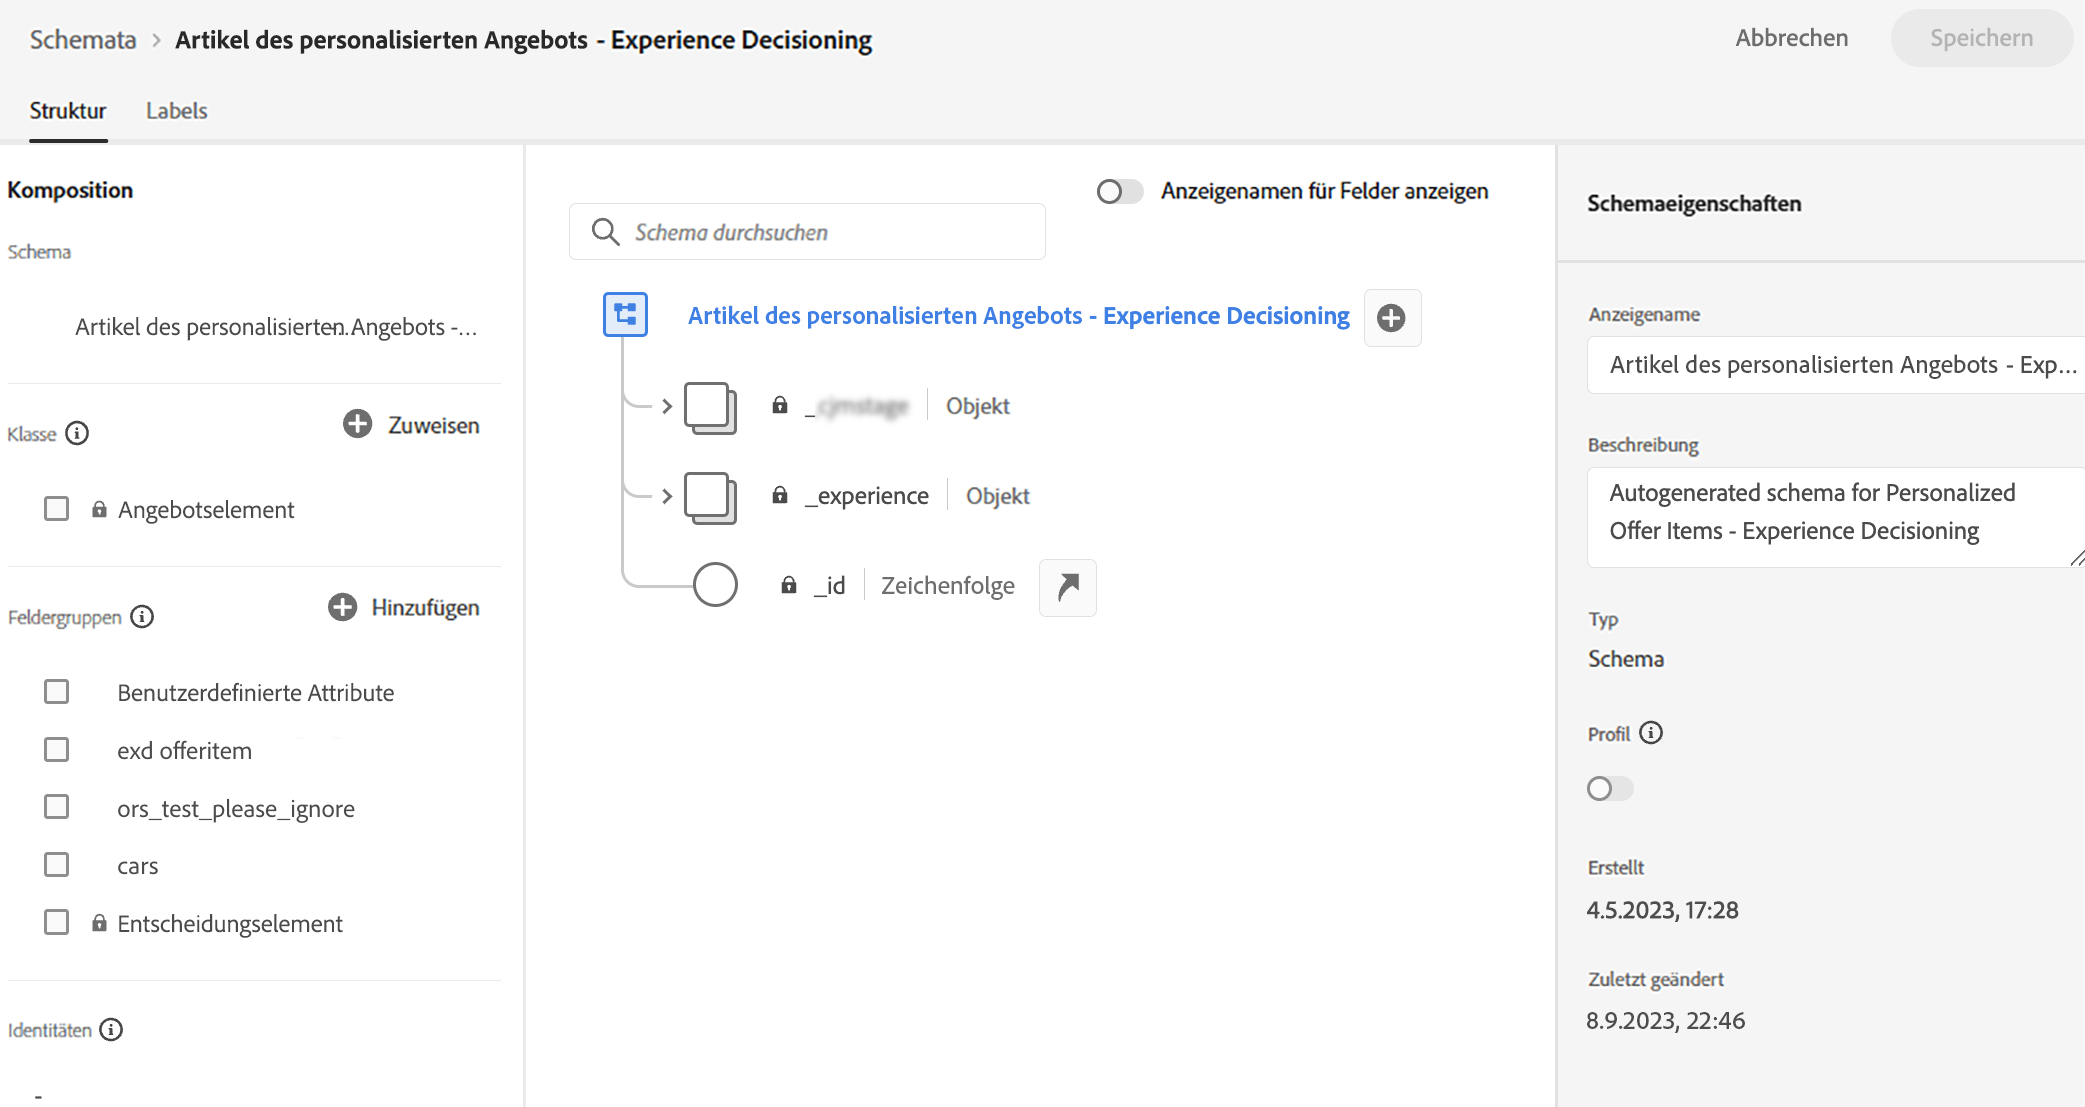 Schemata > Artikel des personalisierten Angebots - Experience Decisioning
Abbrechen
Speichern
Struktur
Labels
Komposition
Schema
Artikel des personalisierten... Angebots -...
Klasse
Zuweisen
Angebotselement
Feldergruppen
Hinzufügen
Benutzerdefinierte Attribute
exd offeritem
ors_test_please_ignore
cars
Entscheidungselement
Identitäten
-
Anzeigenamen für Felder anzeigen
Schema durchsuchen
Artikel des personalisierten Angebots - Experience Decisioning
Objekt
_experience
Objekt
_id
Zeichenfolge
Schemaeigenschaften
Anzeigename
Artikel des personalisierten Angebots - Exp...
Beschreibung
Autogenerated schema for Personalized
Offer Items - Experience Decisioning
Typ
Schema
Profil
Erstellt
4.5.2023, 17:28
Zuletzt geändert
8.9.2023, 22:46